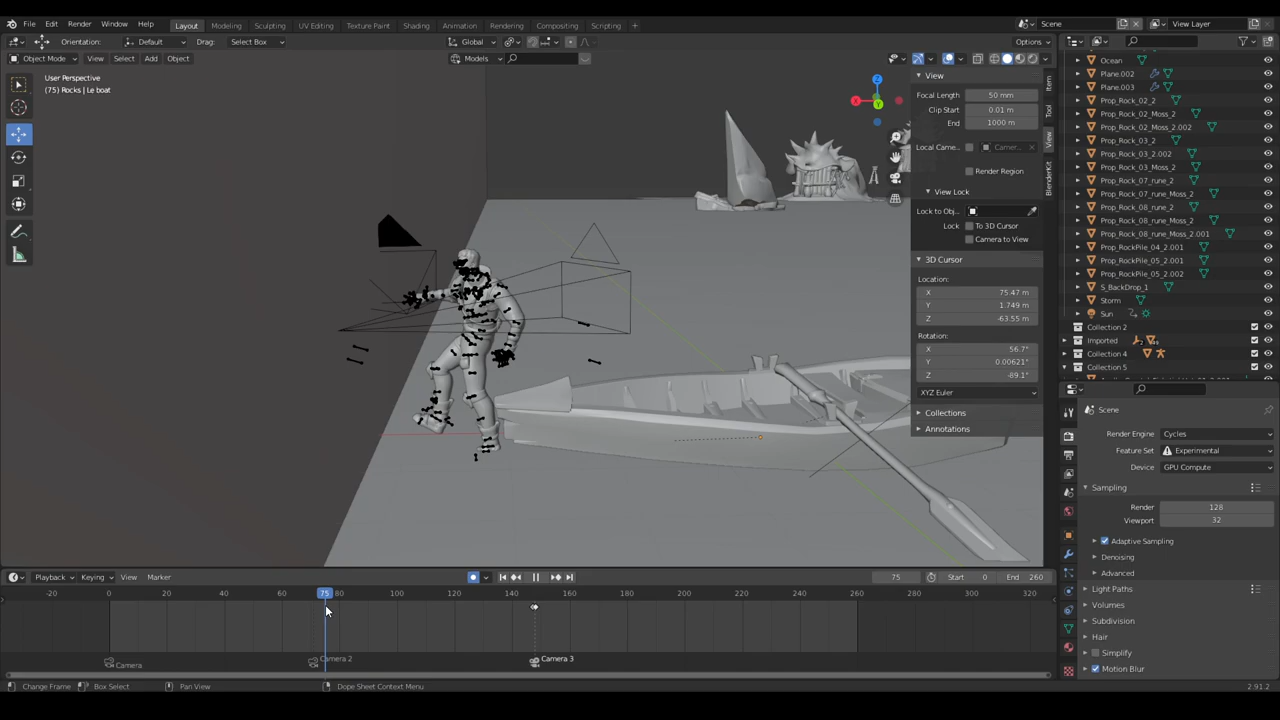 File Edit Render Window Help Layout Modeling Sculpting UV Editing Texture Paint Shading Animation Rendering Compositing Scripting + Scene View Layer
Orientation: Default Drag: Select Box Global Options
Object Mode View Select Add Object Models
User Perspective
(75) Rocks | Le boat
X
Y
Z
View
Focal Length 50 mm
Clip Start 0.01 m
End 1000 m
Local Came.. Camer...
Render Region
View Lock
Lock to Obj..
Lock To 3D Cursor
Camera to View
3D Cursor
Location:
X 75.47 m
Y 1.749 m
Z -63.55 m
Rotation:
X 56.7°
Y 0.00621°
Z -89.1°
XYZ Euler
Collections
Annotations
Item
Tool
View
BlenderKit
Ocean
Plane.002
Plane.003
Prop_Rock_02_2
Prop_Rock_02_Moss_2
Prop_Rock_02_Moss_2.002
Prop_Rock_03_2
Prop_Rock_03_2.002
Prop_Rock_03_Moss_2
Prop_Rock_07_rune_2
Prop_Rock_07_rune_Moss_2
Prop_Rock_08_rune_2
Prop_Rock_08_rune_Moss_2
Prop_Rock_08_rune_Moss_2.001
Prop_RockPile_04_2.001
Prop_RockPile_05_2.001
Prop_RockPile_05_2.002
S_BackDrop_1
Storm
Sun
Collection 2
Imported
Collection 4
Collection 5
Scene
Render Engine Cycles
Feature Set Experimental
Device GPU Compute
Sampling
Render 128
Viewport 32
Adaptive Sampling
Denoising
Advanced
Light Paths
Volumes
Subdivision
Hair
Simplify
Motion Blur
Playback Keying View Marker 75 Start 0 End 260
-20 0 20 40 60 75 80 100 120 140 160 180 200 220 240 260 280 300 320
Camera Camera 2 Camera 3
Change Frame Box Select Pan View Dope Sheet Context Menu 2.91.2